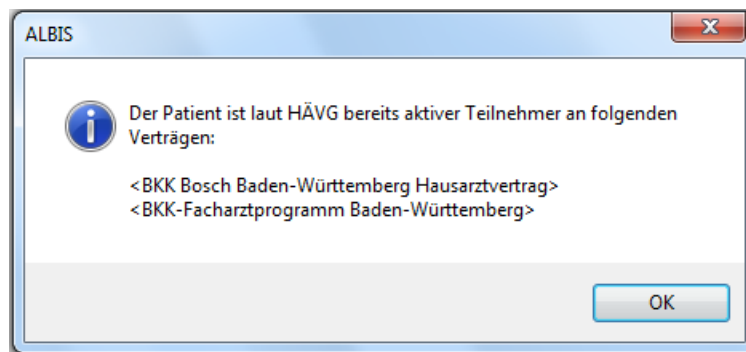 ALBIS
Der Patient ist laut HÄVG bereits aktiver Teilnehmer an folgenden
Verträgen:
<BKK Bosch Baden-Württemberg Hausarztvertrag>
<BKK-Facharztprogramm Baden-Württemberg>
OK